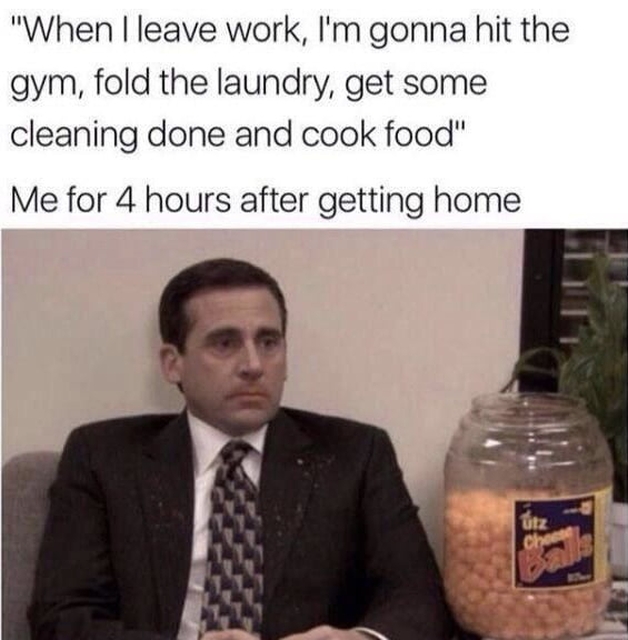 "When I leave work, I'm gonna hit the
gym, fold the laundry, get some
cleaning done and cook food"
Me for 4 hours after getting home
utz
Cheese
Balls